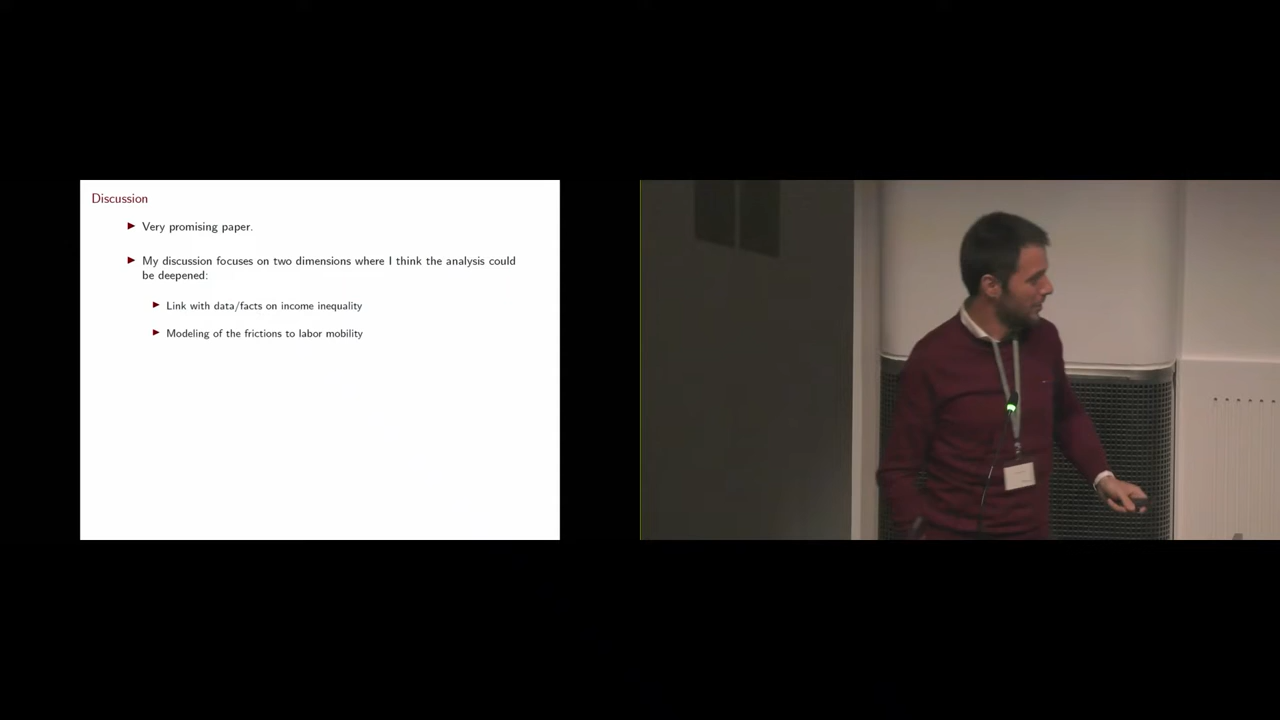 Discussion
Very promising paper.
My discussion focuses on two dimensions where I think the analysis could
be deepened:
Link with data/facts on income inequality
Modeling of the frictions to labor mobility